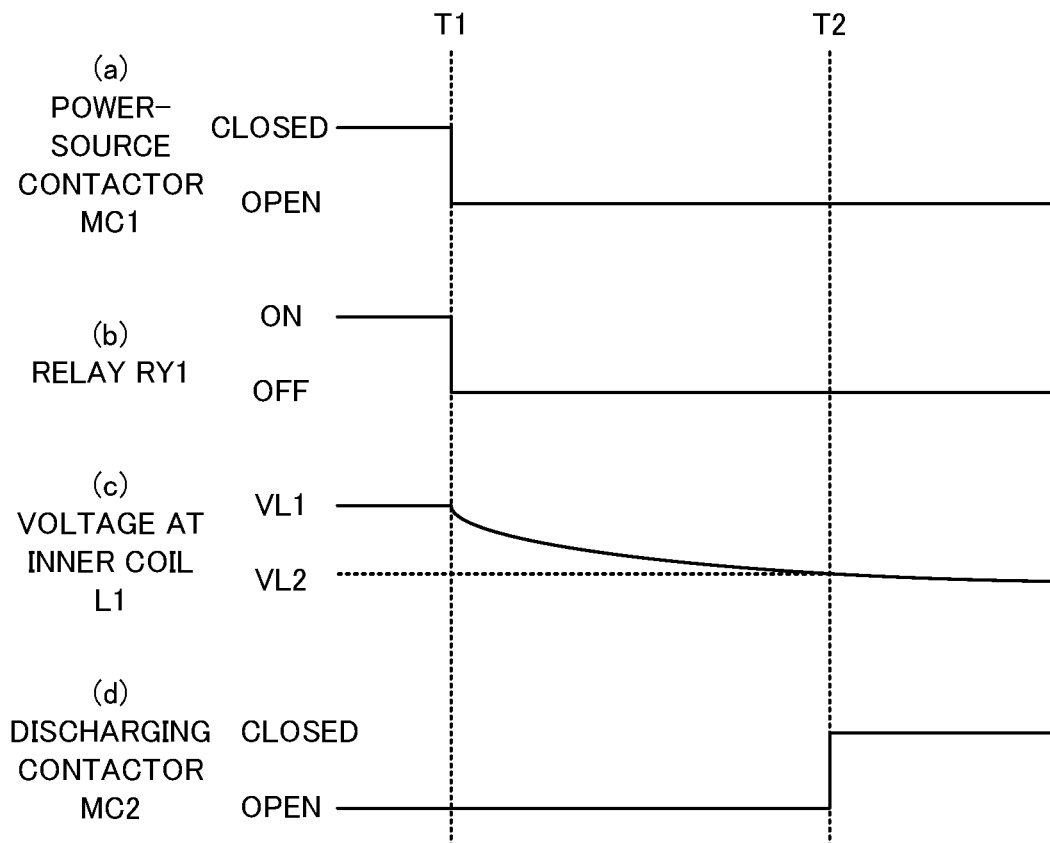 T1 T2
(a)
POWER-
SOURCE
CONTACTOR
MC1
CLOSED
OPEN
(b)
RELAY RY1
ON
OFF
(c)
VOLTAGE AT
INNER COIL
L1
VL1
VL2
(d)
DISCHARGING
CONTACTOR
MC2
CLOSED
OPEN